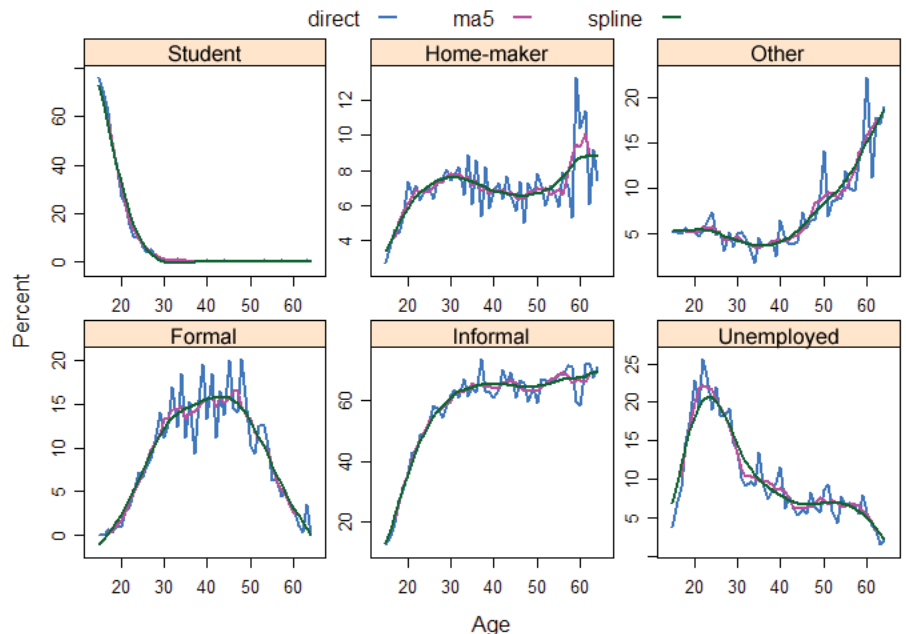 direct ma5 spline
Student Home-maker Other
60 40 20 0
12 10 8 6 4
20 15 10 5
20 30 40 50 60 20 30 40 50 60 20 30 40 50 60
Percent
Formal Informal Unemployed
20 15 10 5 0
60 40 20
25 20 15 10 5
20 30 40 50 60 20 30 40 50 60 20 30 40 50 60
Age